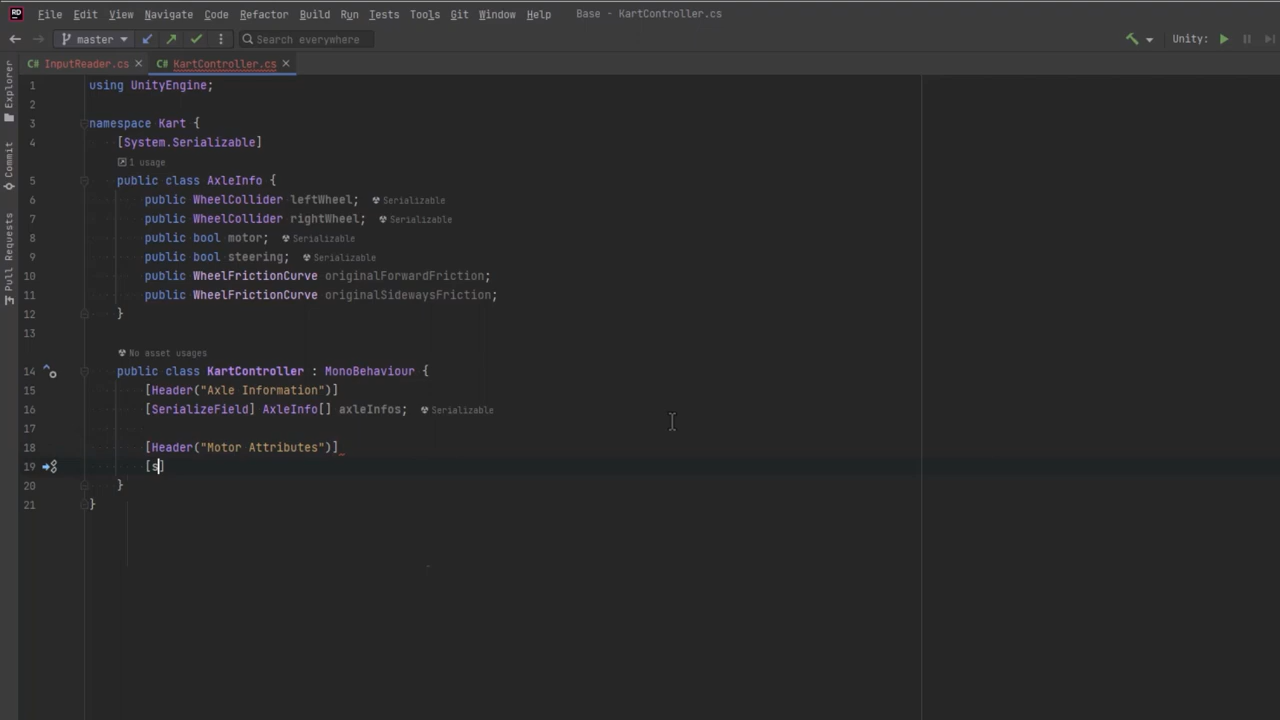 RD File Edit View Navigate Code Refactor Build Run Tests Tools Git Window Help Base - KartController.cs
master Search everywhere Unity:
C# InputReader.cs C# KartController.cs
Explorer
Commit
Pull Requests
1 using UnityEngine;
2
3 namespace Kart {
4 [System.Serializable]
1 usage
5 public class AxleInfo {
6 public WheelCollider leftWheel; Serializable
7 public WheelCollider rightWheel; Serializable
8 public bool motor; Serializable
9 public bool steering; Serializable
10 public WheelFrictionCurve originalForwardFriction;
11 public WheelFrictionCurve originalSidewaysFriction;
12 }
13
No asset usages
14 public class KartController : MonoBehaviour {
15 [Header("Axle Information")]
16 [SerializeField] AxleInfo[] axleInfos; Serializable
17
18 [Header("Motor Attributes")]
19 [s]
20 }
21 }